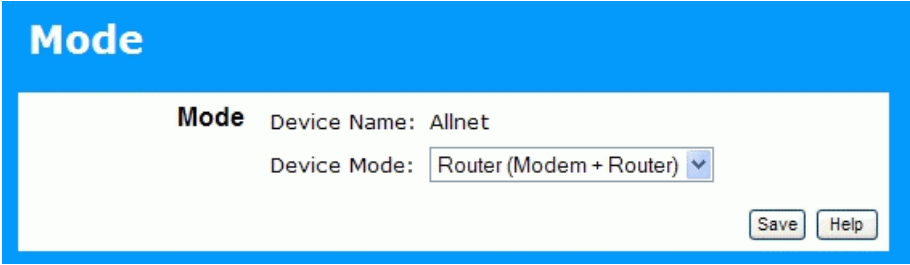 Mode
Mode Device Name: Allnet
Device Mode: Router (Modem + Router)
Save Help